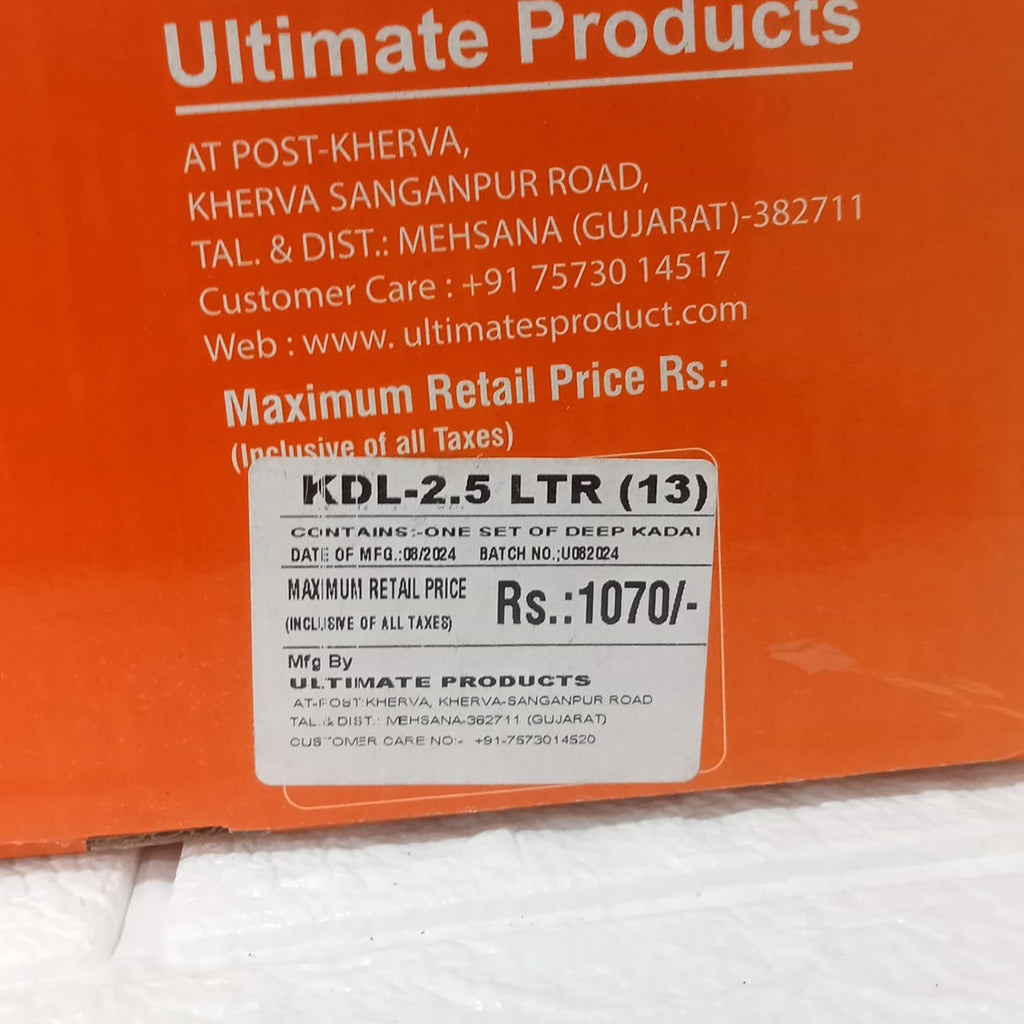 Ultimate Products
AT POST-KHERVA,
KHERVA SANGANPUR ROAD,
TAL. & DIST.: MEHSANA (GUJARAT)-382711
Customer Care : +91 75730 14517
Web : www. ultimatesproduct.com
Maximum Retail Price Rs.:
(Inclusive of all Taxes)
KDL-2.5 LTR (13)
CONTAINS:-ONE SET OF DEEP KADAI
DATE OF MFG.:08/2024 BATCH NO.;U082024
MAXIMUM RETAIL PRICE
Rs.:1070/-
(INCLUSIVE OF ALL TAXES)
Mfg By
ULTIMATE PRODUCTS
AT-POST:KHERVA, KHERVA-SANGANPUR ROAD
TAL.& DIST.: MEHSANA-382711 (GUJARAT)
CUSTOMER CARE NO:- +91-7573014520